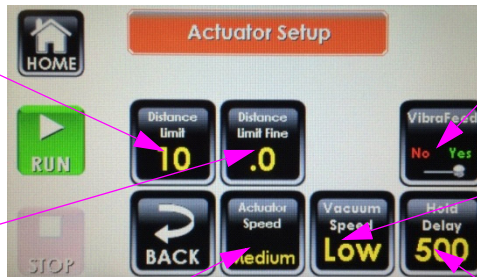 Actuator Setup
HOME
RUN
Distance
Limit
10
Distance
Limit Fine
.0
VibraFeed
No Yes
STOP
BACK
Actuator
Speed
Medium
Vacuum
Speed
Low
Hold
Delay
500